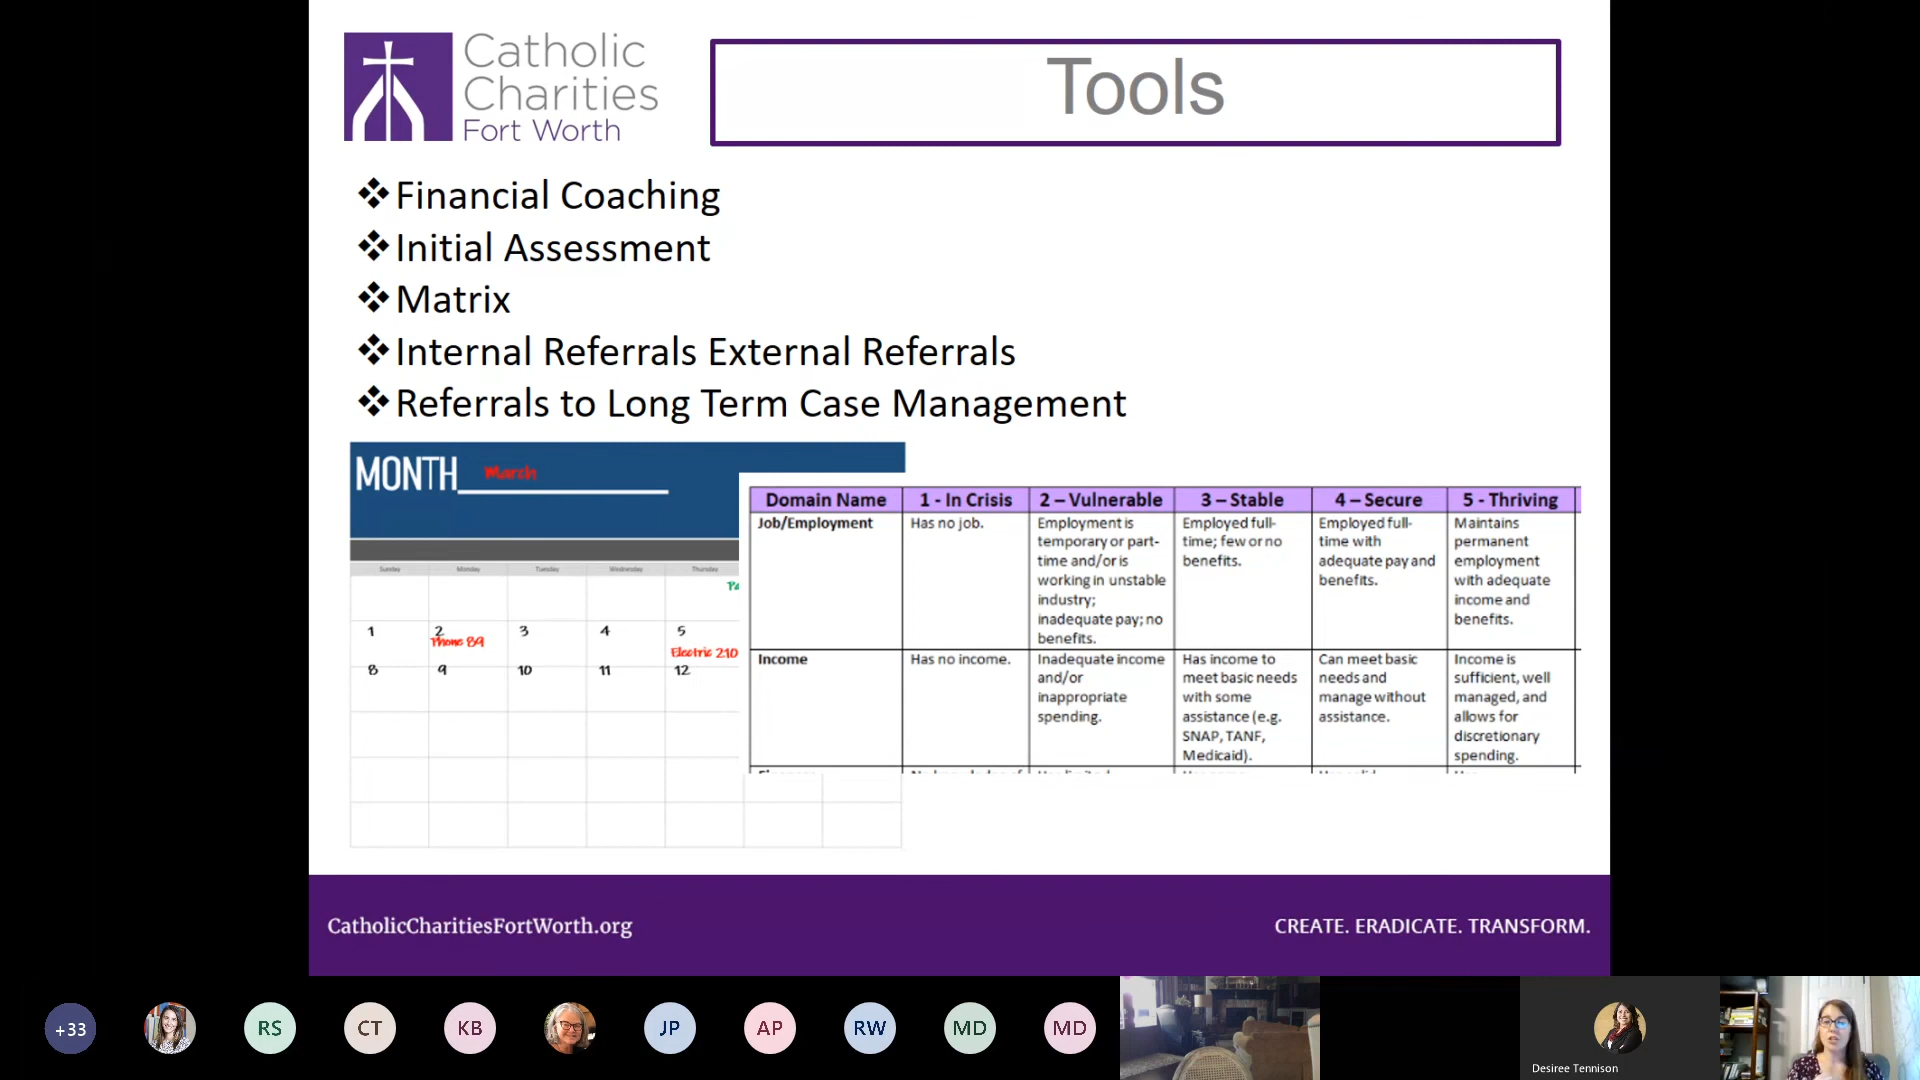 Catholic
Charities
Fort Worth
Tools
❖Financial Coaching
❖Initial Assessment
❖Matrix
❖Internal Referrals External Referrals
❖Referrals to Long Term Case Management
MONTH March
Sunday Monday Tuesday Wednesday Thursday
1 2 3 4 5
Phone 89
Electric 210
8 9 10 11 12
Domain Name 1 - In Crisis 2 – Vulnerable 3 – Stable 4 – Secure 5 - Thriving
Job/Employment
Has no job.
Employment is
temporary or part-
time and/or is
working in unstable
industry;
inadequate pay; no
benefits.
Employed full-
time; few or no
benefits.
Employed full-
time with
adequate pay and
benefits.
Maintains
permanent
employment
with adequate
income and
benefits.
Income
Has no income.
Inadequate income
and/or
inappropriate
spending.
Has income to
meet basic needs
with some
assistance (e.g.
SNAP, TANF,
Medicaid).
Can meet basic
needs and
manage without
assistance.
Income is
sufficient, well
managed, and
allows for
discretionary
spending.
CatholicCharitiesFortWorth.org
CREATE. ERADICATE. TRANSFORM.
+33
RS
CT
KB
JP
AP
RW
MD
MD
Desiree Tennison